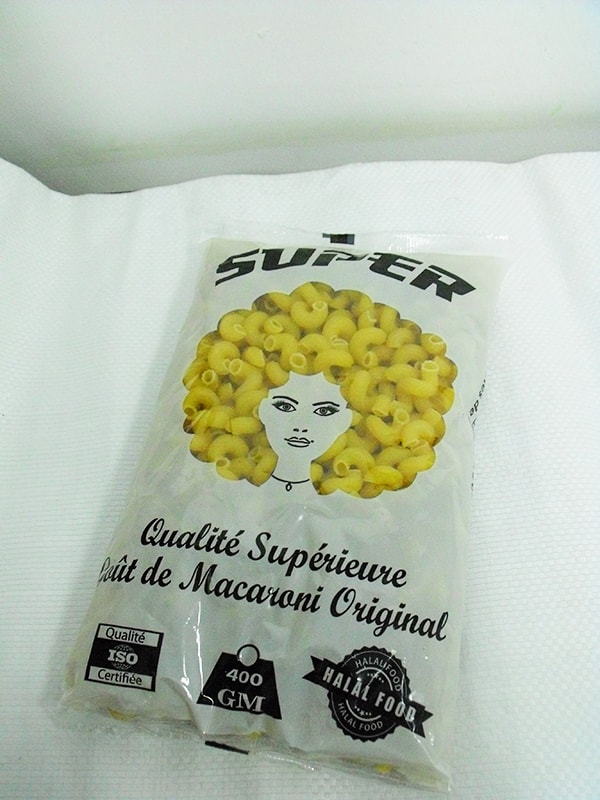 SUPER
Qualité Supérieure
Goût de Macaroni Original
Qualité
ISO
Certifiée
400
GM
HALAL FOOD
HALAL FOOD
HALAL FOOD